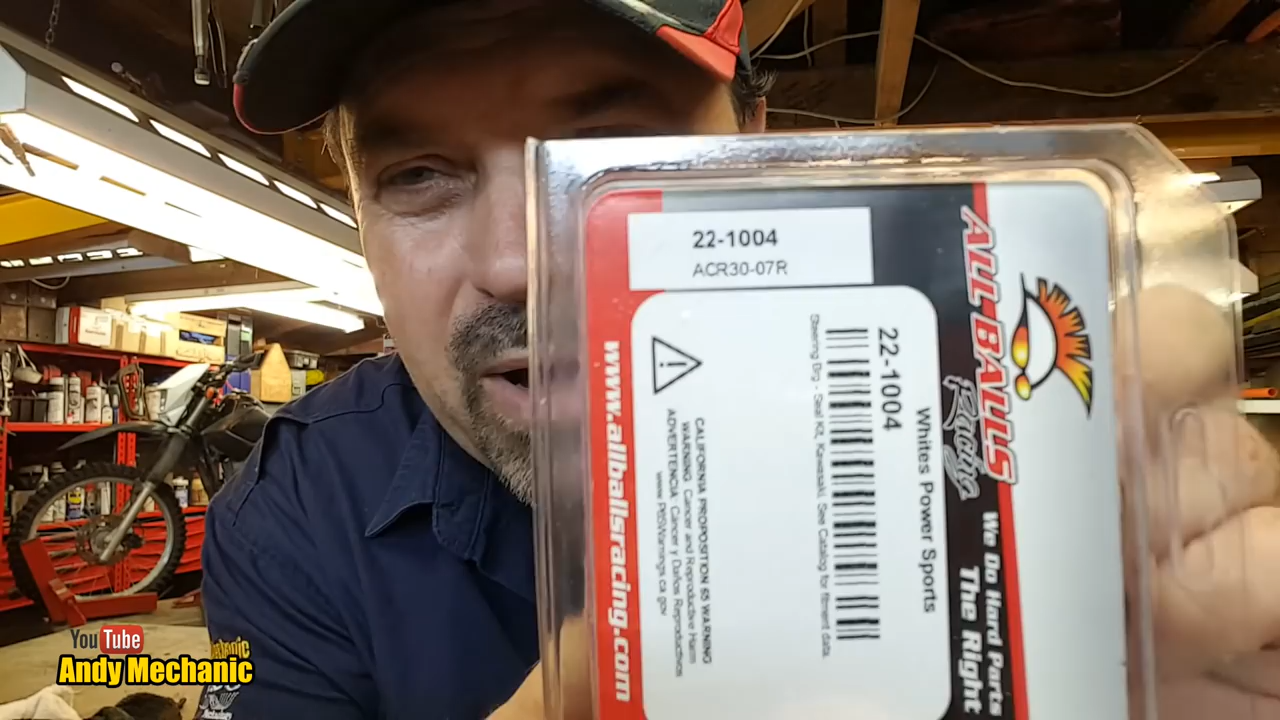 22-1004
ACR30-07R
ALL BALLS
Racing
We Do Hard Parts
The Right
Whites Power Sports
22-1004
Steering Brg - Seal Kit, Kawasaki. See Catalog for fitment data.
CALIFORNIA PROPOSITION 65 WARNING
WARNING Cancer and Reproductive Harm
ADVERTENCIA Cáncer y Daños Reproductivos
www.P65Warnings.ca.gov
www.allballsracing.com
YouTube
Andy Mechanic